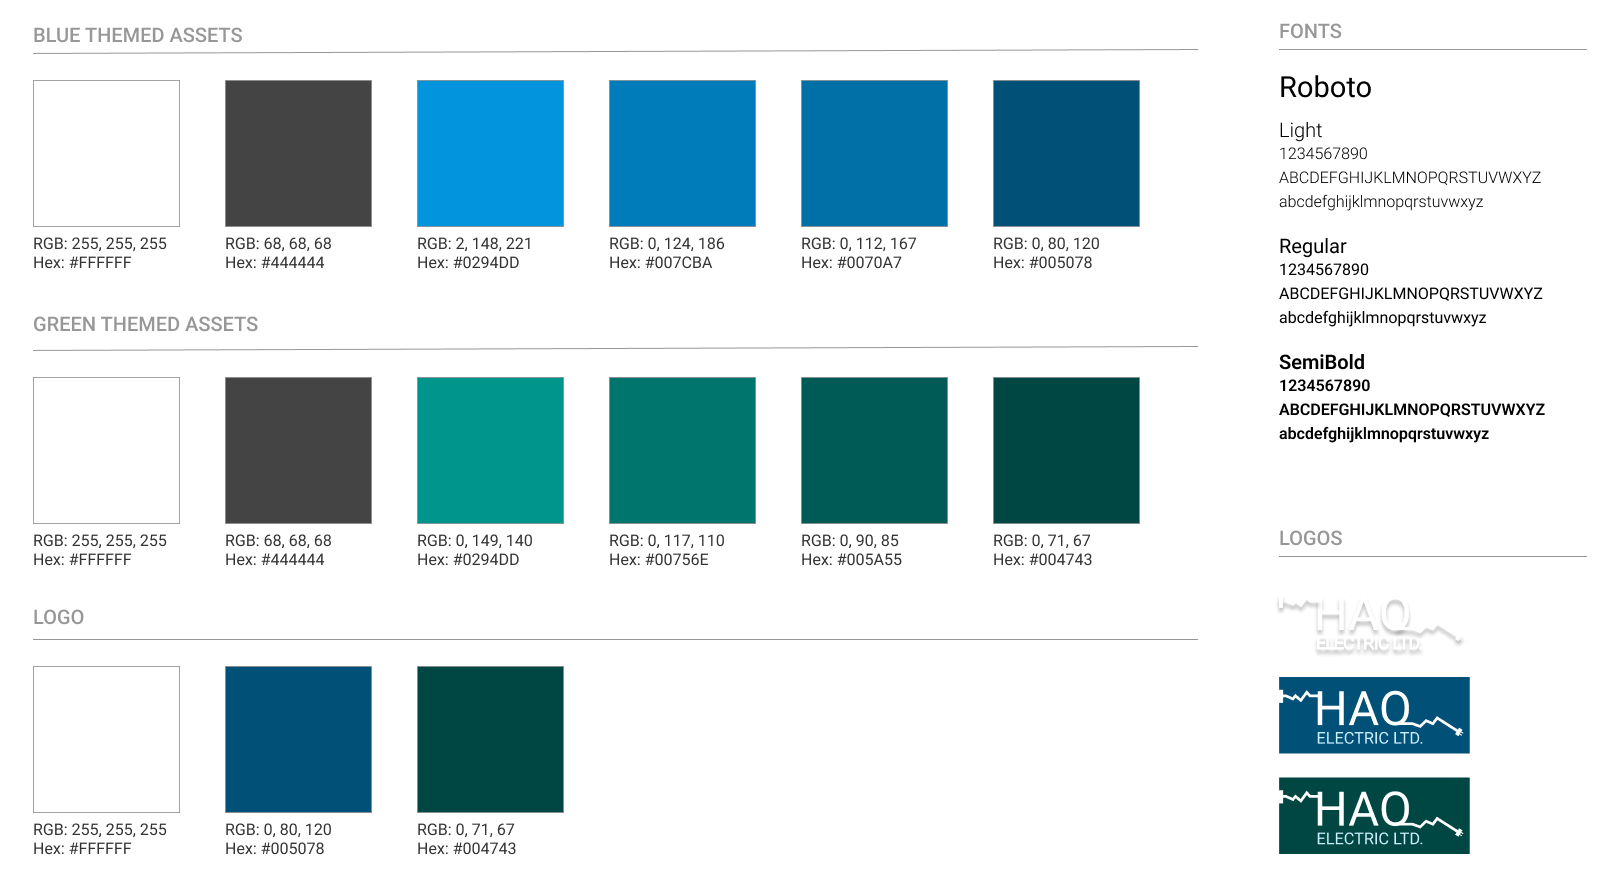 BLUE THEMED ASSETS
RGB: 255, 255, 255
Hex: #FFFFFF
RGB: 68, 68, 68
Hex: #444444
RGB: 2, 148, 221
Hex: #0294DD
RGB: 0, 124, 186
Hex: #007CBA
RGB: 0, 112, 167
Hex: #0070A7
RGB: 0, 80, 120
Hex: #005078
GREEN THEMED ASSETS
RGB: 255, 255, 255
Hex: #FFFFFF
RGB: 68, 68, 68
Hex: #444444
RGB: 0, 149, 140
Hex: #0294DD
RGB: 0, 117, 110
Hex: #00756E
RGB: 0, 90, 85
Hex: #005A55
RGB: 0, 71, 67
Hex: #004743
LOGO
RGB: 255, 255, 255
Hex: #FFFFFF
RGB: 0, 80, 120
Hex: #005078
RGB: 0, 71, 67
Hex: #004743
FONTS
Roboto
Light
1234567890
ABCDEFGHIJKLMNOPQRSTUVWXYZ
abcdefghijklmnopqrstuvwxyz
Regular
1234567890
ABCDEFGHIJKLMNOPQRSTUVWXYZ
abcdefghijklmnopqrstuvwxyz
SemiBold
1234567890
ABCDEFGHIJKLMNOPQRSTUVWXYZ
abcdefghijklmnopqrstuvwxyz
LOGOS
HAQ
ELECTRIC LTD.
HAQ
ELECTRIC LTD.
HAQ
ELECTRIC LTD.